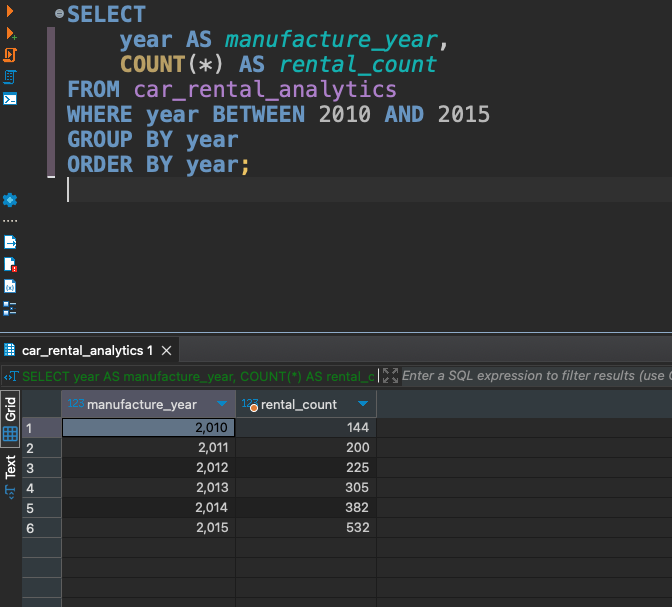 SELECT
year AS manufacture_year,
COUNT(*) AS rental_count
FROM car_rental_analytics
WHERE year BETWEEN 2010 AND 2015
GROUP BY year
ORDER BY year;
car_rental_analytics 1
SELECT year AS manufacture_year, COUNT(*) AS rental_c
Enter a SQL expression to filter results (use C
Grid
Text
123 manufacture_year 123 rental_count
1 2,010 144
2 2,011 200
3 2,012 225
4 2,013 305
5 2,014 382
6 2,015 532